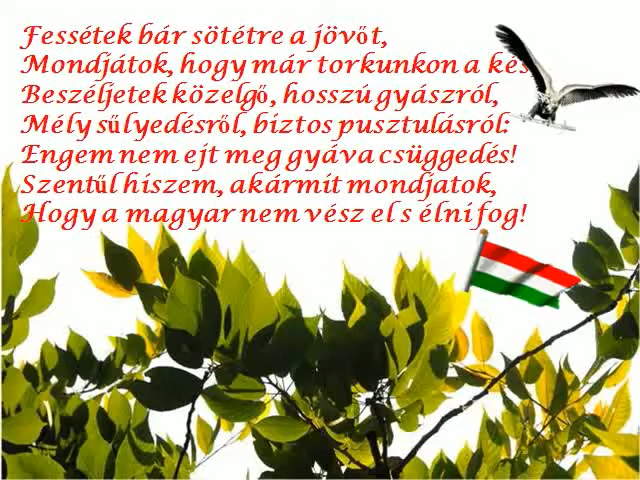 Fessétek bár sötétre a jövőt,
Mondjátok, hogy már torkunkon a kés
Beszéljetek közelgő, hosszú gyászról,
Mély sűlyedésről, biztos pusztulásról:
Engem nem ejt meg gyáva csüggedés!
Szentűl hiszem, akármit mondjatok,
Hogy a magyar nem vész el s élni fog!